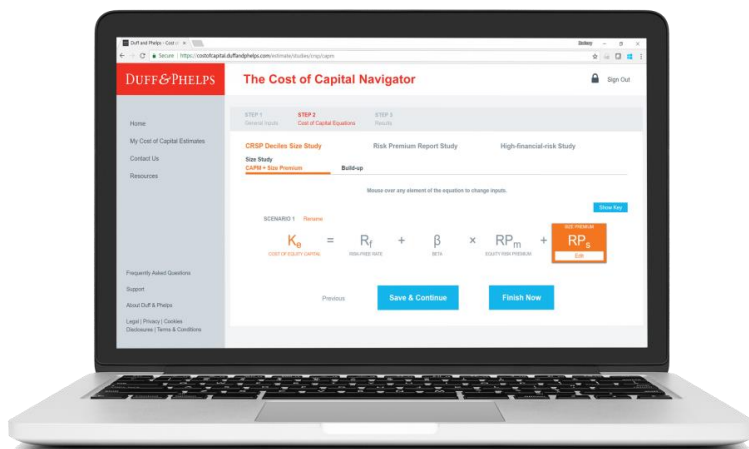 Duff and Phelps - Cost of
Secure | https://costofcapital.duffandphelps.com/estimate/studies/crsp/capm
DUFF & PHELPS
The Cost of Capital Navigator
Sign Out
Home
My Cost of Capital Estimates
Contact Us
Resources
STEP 1
General Inputs
STEP 2
Cost of Capital Equations
STEP 3
Results
CRSP Deciles Size Study
Risk Premium Report Study
High-financial-risk Study
Size Study
CAPM + Size Premium
Build-up
Mouse over any element of the equation to change inputs.
Show Key
SCENARIO 1 Rename
SIZE PREMIUM
Ke = Rf + β × RPm + RPs
COST OF EQUITY CAPITAL
RISK-FREE RATE
BETA
EQUITY RISK PREMIUM
Edit
Previous
Save & Continue
Finish Now
Frequently Asked Questions
Support
About Duff & Phelps
Legal | Privacy | Cookies
Disclosures | Terms & Conditions